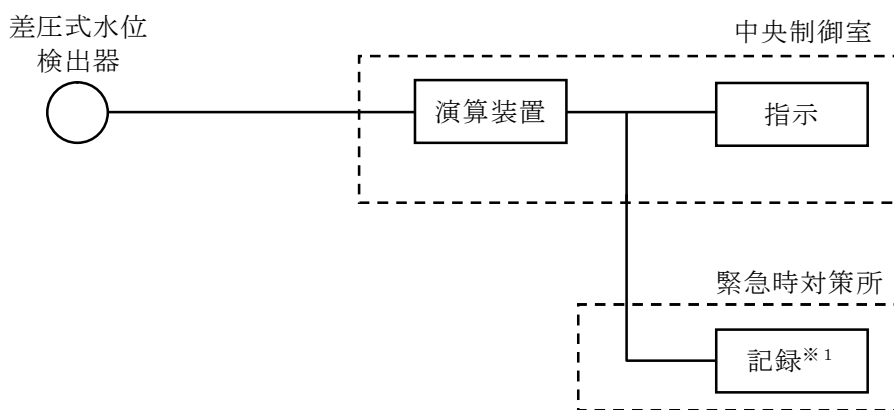 差圧式水位
検出器
中央制御室
演算装置
指示
緊急時対策所
記録※1